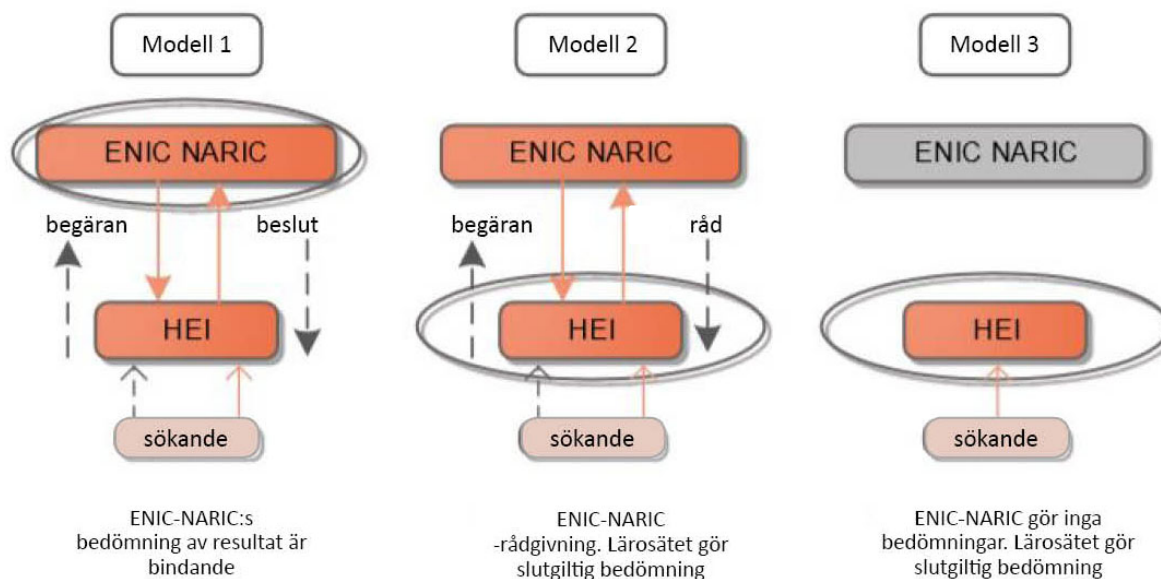 Modell 1
Modell 2
Modell 3
ENIC NARIC
ENIC NARIC
ENIC NARIC
begäran
beslut
begäran
råd
HEI
HEI
HEI
sökande
sökande
sökande
ENIC-NARIC:s
bedömning av resultat är
bindande
ENIC-NARIC
-rådgivning. Lärosätet gör
slutgiltig bedömning
ENIC-NARIC gör inga
bedömningar. Lärosätet gör
slutgiltig bedömning